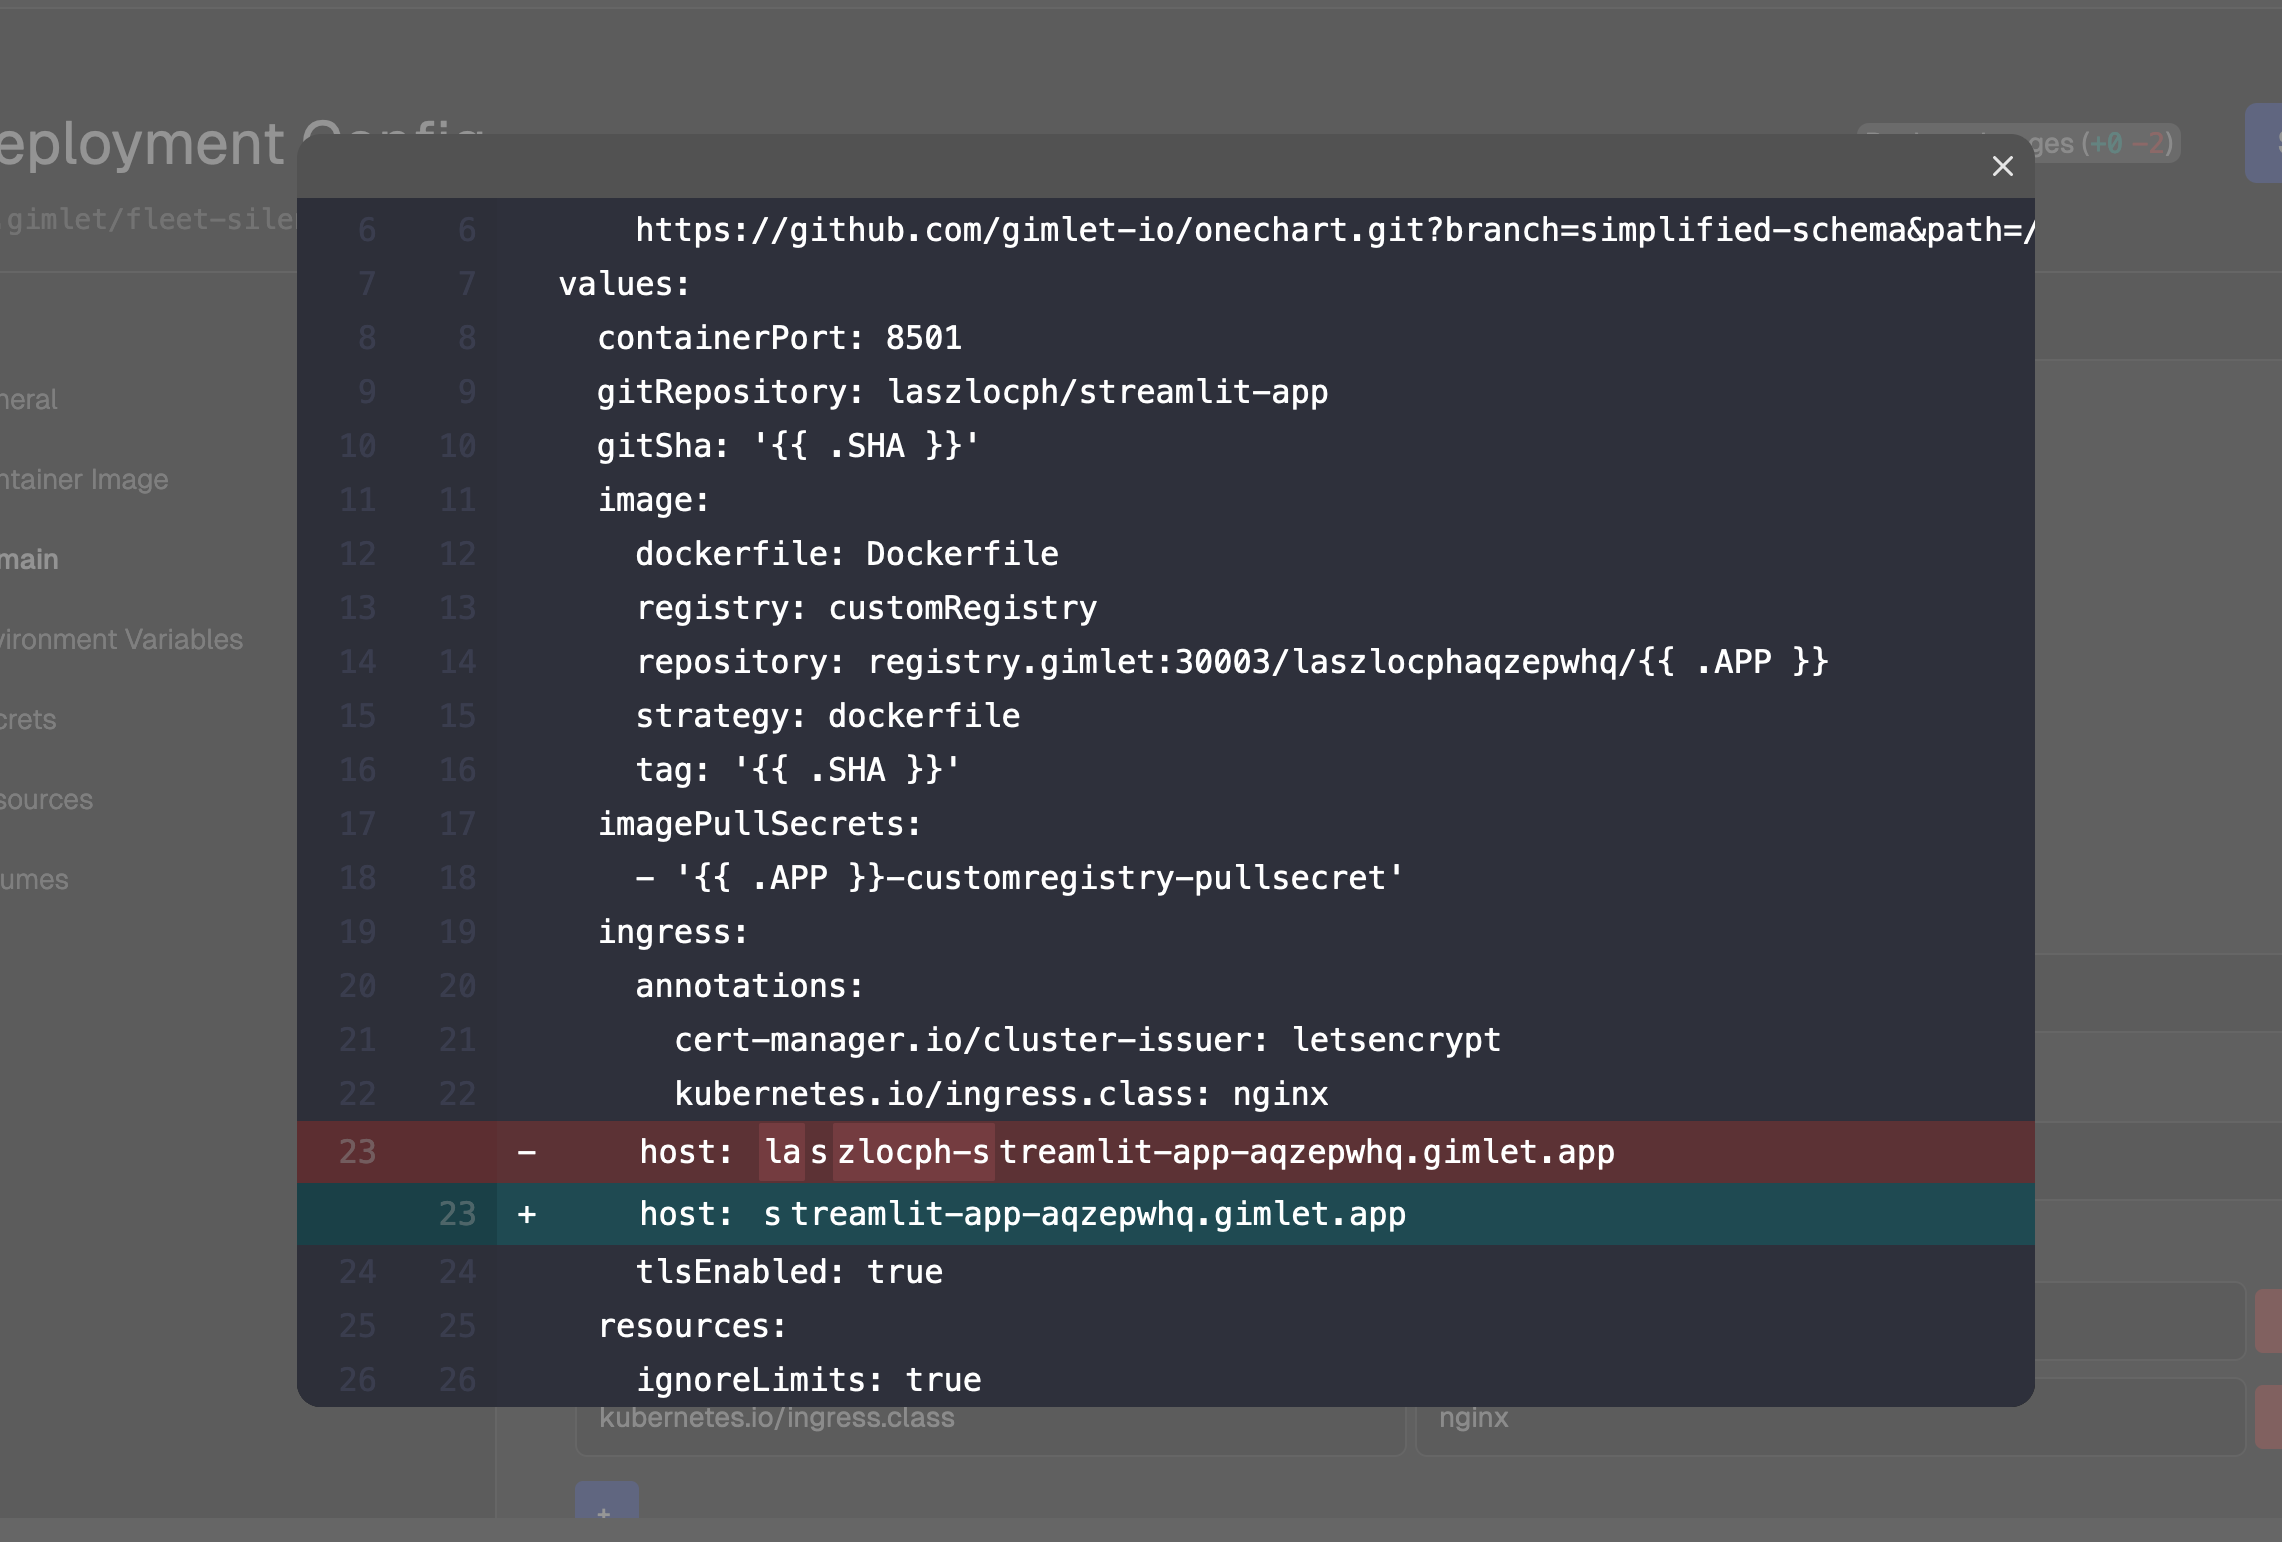 eployment Config
ges (+0 -2)
gimlet/fleet-siler
neral
ntainer Image
main
vironment Variables
crets
sources
umes
6 6 https://github.com/gimlet-io/onechart.git?branch=simplified-schema&path=/
7 7 values:
8 8 containerPort: 8501
9 9 gitRepository: laszlocph/streamlit-app
10 10 gitSha: '{{ .SHA }}'
11 11 image:
12 12 dockerfile: Dockerfile
13 13 registry: customRegistry
14 14 repository: registry.gimlet:30003/laszlocphaqzepwhq/{{ .APP }}
15 15 strategy: dockerfile
16 16 tag: '{{ .SHA }}'
17 17 imagePullSecrets:
18 18 - '{{ .APP }}-customregistry-pullsecret'
19 19 ingress:
20 20 annotations:
21 21 cert-manager.io/cluster-issuer: letsencrypt
22 22 kubernetes.io/ingress.class: nginx
23 - host: laszlocph-streamlit-app-aqzepwhq.gimlet.app
23 + host: streamlit-app-aqzepwhq.gimlet.app
24 24 tlsEnabled: true
25 25 resources:
26 26 ignoreLimits: true
kubernetes.io/ingress.class nginx
+